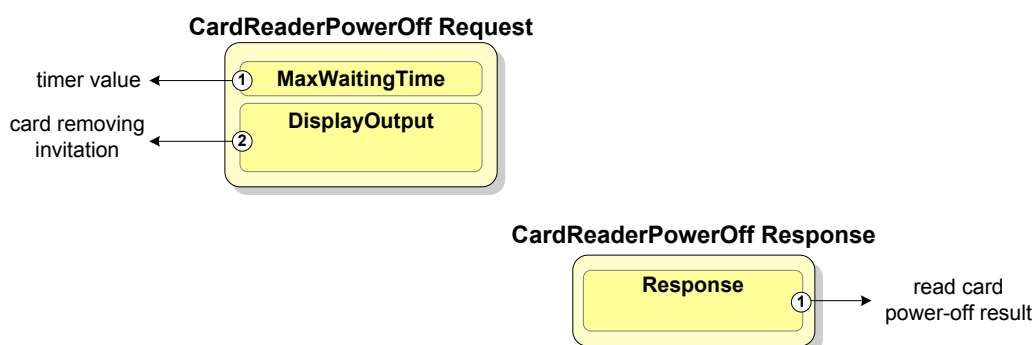 CardReaderPowerOff Request
timer value
1
MaxWaitingTime
card removing
invitation
2
DisplayOutput
CardReaderPowerOff Response
Response
1
read card
power-off result